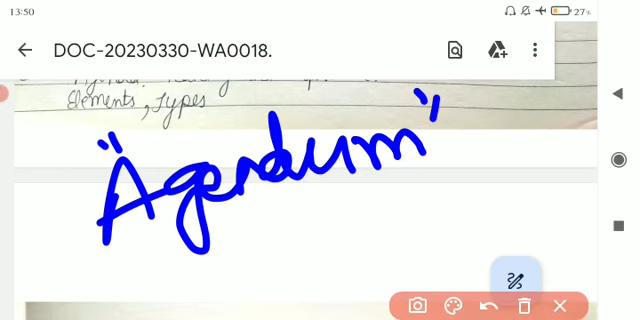 13:50
27%
DOC-20230330-WA0018.
Elements, Types
"Agendum"